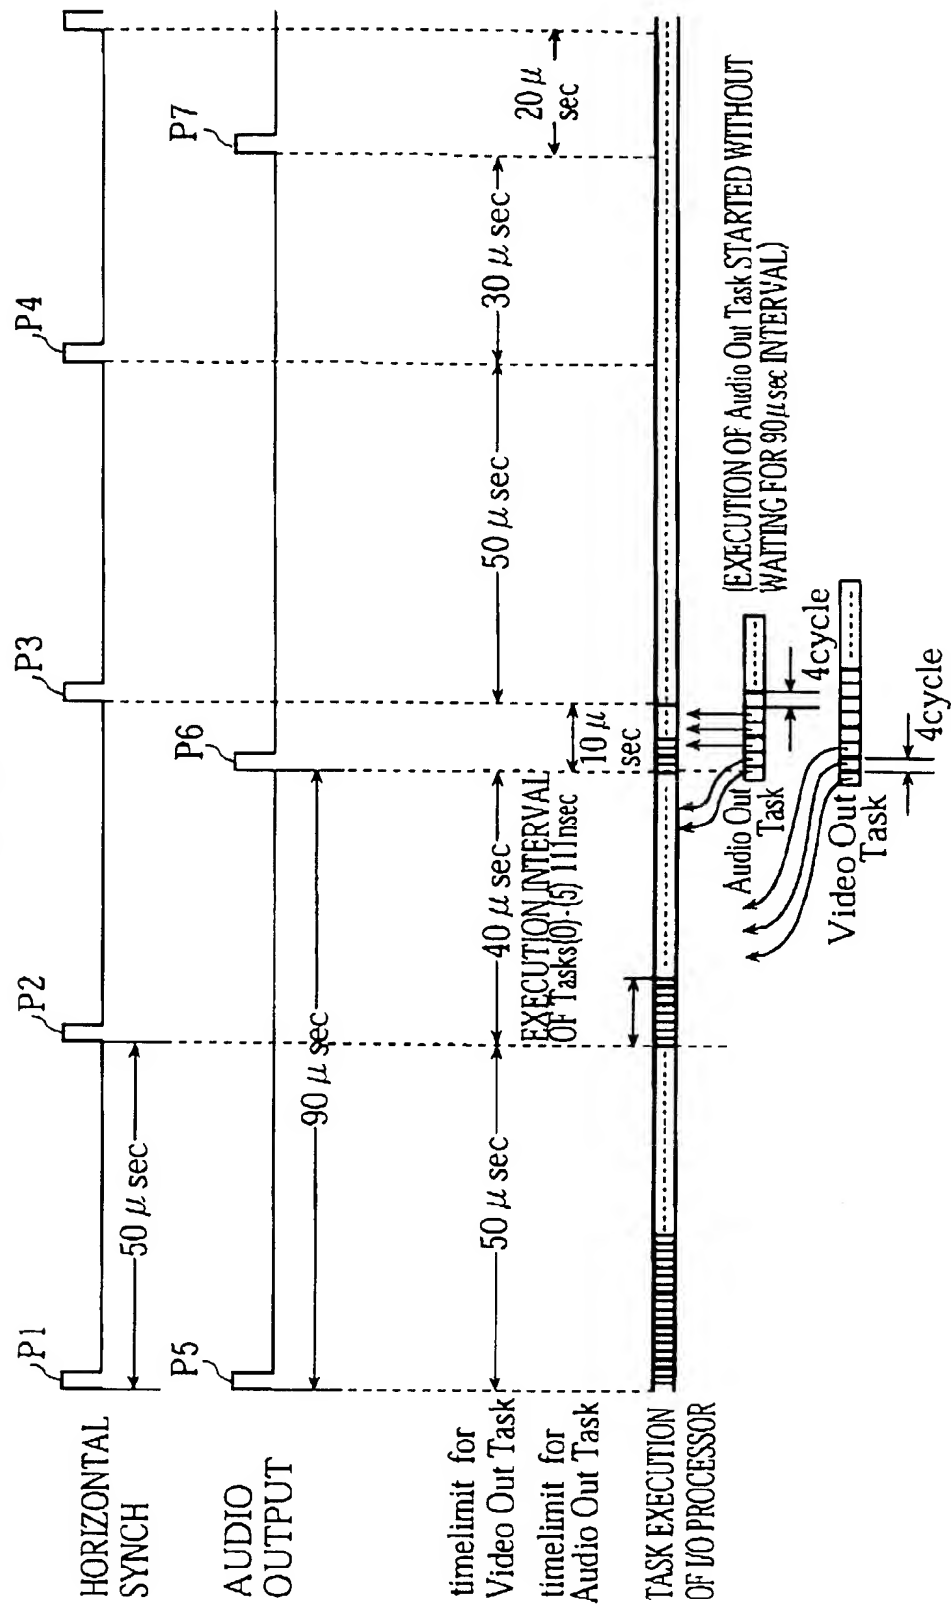 HORIZONTAL
SYNCH
P1
P2
P3
P4
50 μ sec
AUDIO
OUTPUT
P5
P6
P7
90 μ sec
timelimit for
Video Out Task
50 μ sec
40 μ sec
50 μ sec
30 μ sec
timelimit for
Audio Out Task
EXECUTION INTERVAL
OF Tasks(0)-(5) 111nsec
10 μ
sec
20 μ
sec
TASK EXECUTION
OF I/O PROCESSOR
Audio Out
Task
4cycle
(EXECUTION OF Audio Out Task STARTED WITHOUT
WAITING FOR 90μsec INTERVAL)
Video Out
Task
4cycle